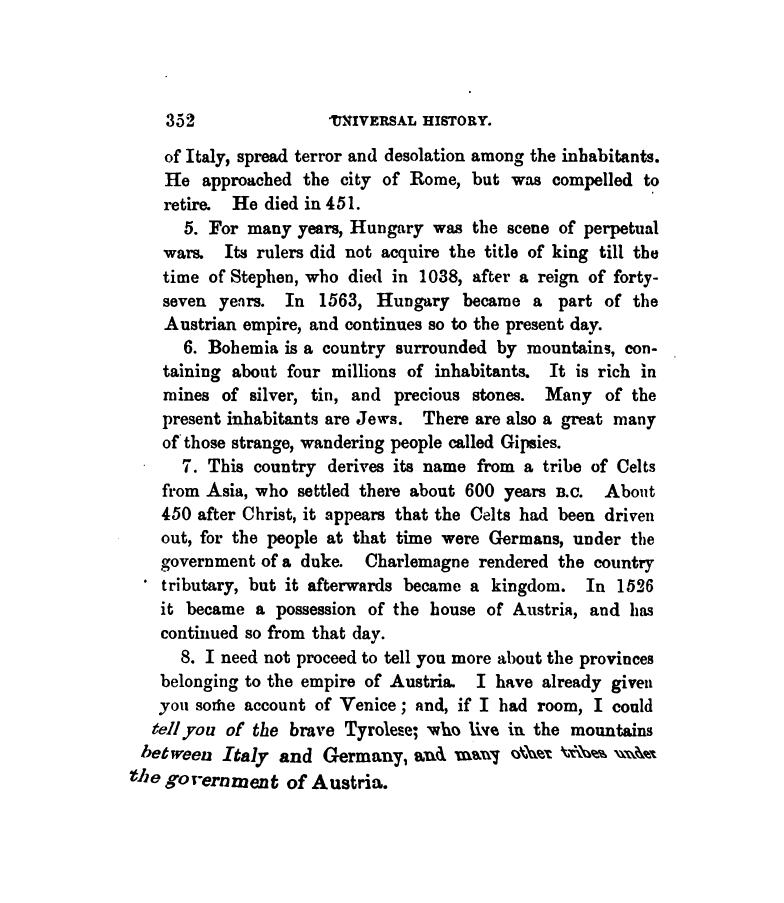 352 UNIVERSAL HISTORY.
of Italy, spread terror and desolation among the inhabitants.
He approached the city of Rome, but was compelled to
retire. He died in 451.
5. For many years, Hungary was the scene of perpetual
wars. Its rulers did not acquire the title of king till the
time of Stephen, who died in 1038, after a reign of forty-
seven years. In 1563, Hungary became a part of the
Austrian empire, and continues so to the present day.
6. Bohemia is a country surrounded by mountains, con-
taining about four millions of inhabitants. It is rich in
mines of silver, tin, and precious stones. Many of the
present inhabitants are Jews. There are also a great many
of those strange, wandering people called Gipsies.
7. This country derives its name from a tribe of Celts
from Asia, who settled there about 600 years B.C. About
450 after Christ, it appears that the Celts had been driven
out, for the people at that time were Germans, under the
government of a duke. Charlemagne rendered the country
tributary, but it afterwards became a kingdom. In 1526
it became a possession of the house of Austria, and has
continued so from that day.
8. I need not proceed to tell you more about the provinces
belonging to the empire of Austria. I have already given
you some account of Venice; and, if I had room, I could
tell you of the brave Tyrolese; who live in the mountains
between Italy and Germany, and many other tribes under
the government of Austria.